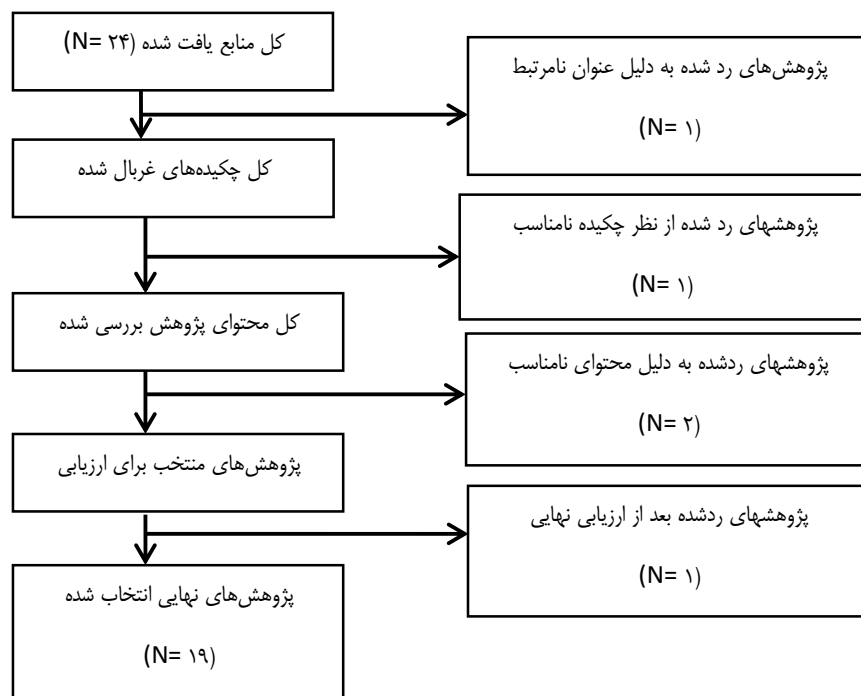 کل منابع یافت شده (N= ۲۴)
پژوهش‌های رد شده به دلیل عنوان نامرتبط
(N= ۱)
کل چکیده‌های غربال شده
پژوهشهای رد شده از نظر چکیده نامناسب
(N= ۱)
کل محتوای پژوهش بررسی شده
پژوهشهای ردشده به دلیل محتوای نامناسب
(N= ۲)
پژوهش‌های منتخب برای ارزیابی
پژوهشهای ردشده بعد از ارزیابی نهایی
(N= ۱)
پژوهش‌های نهایی انتخاب شده
(N= ۱۹)